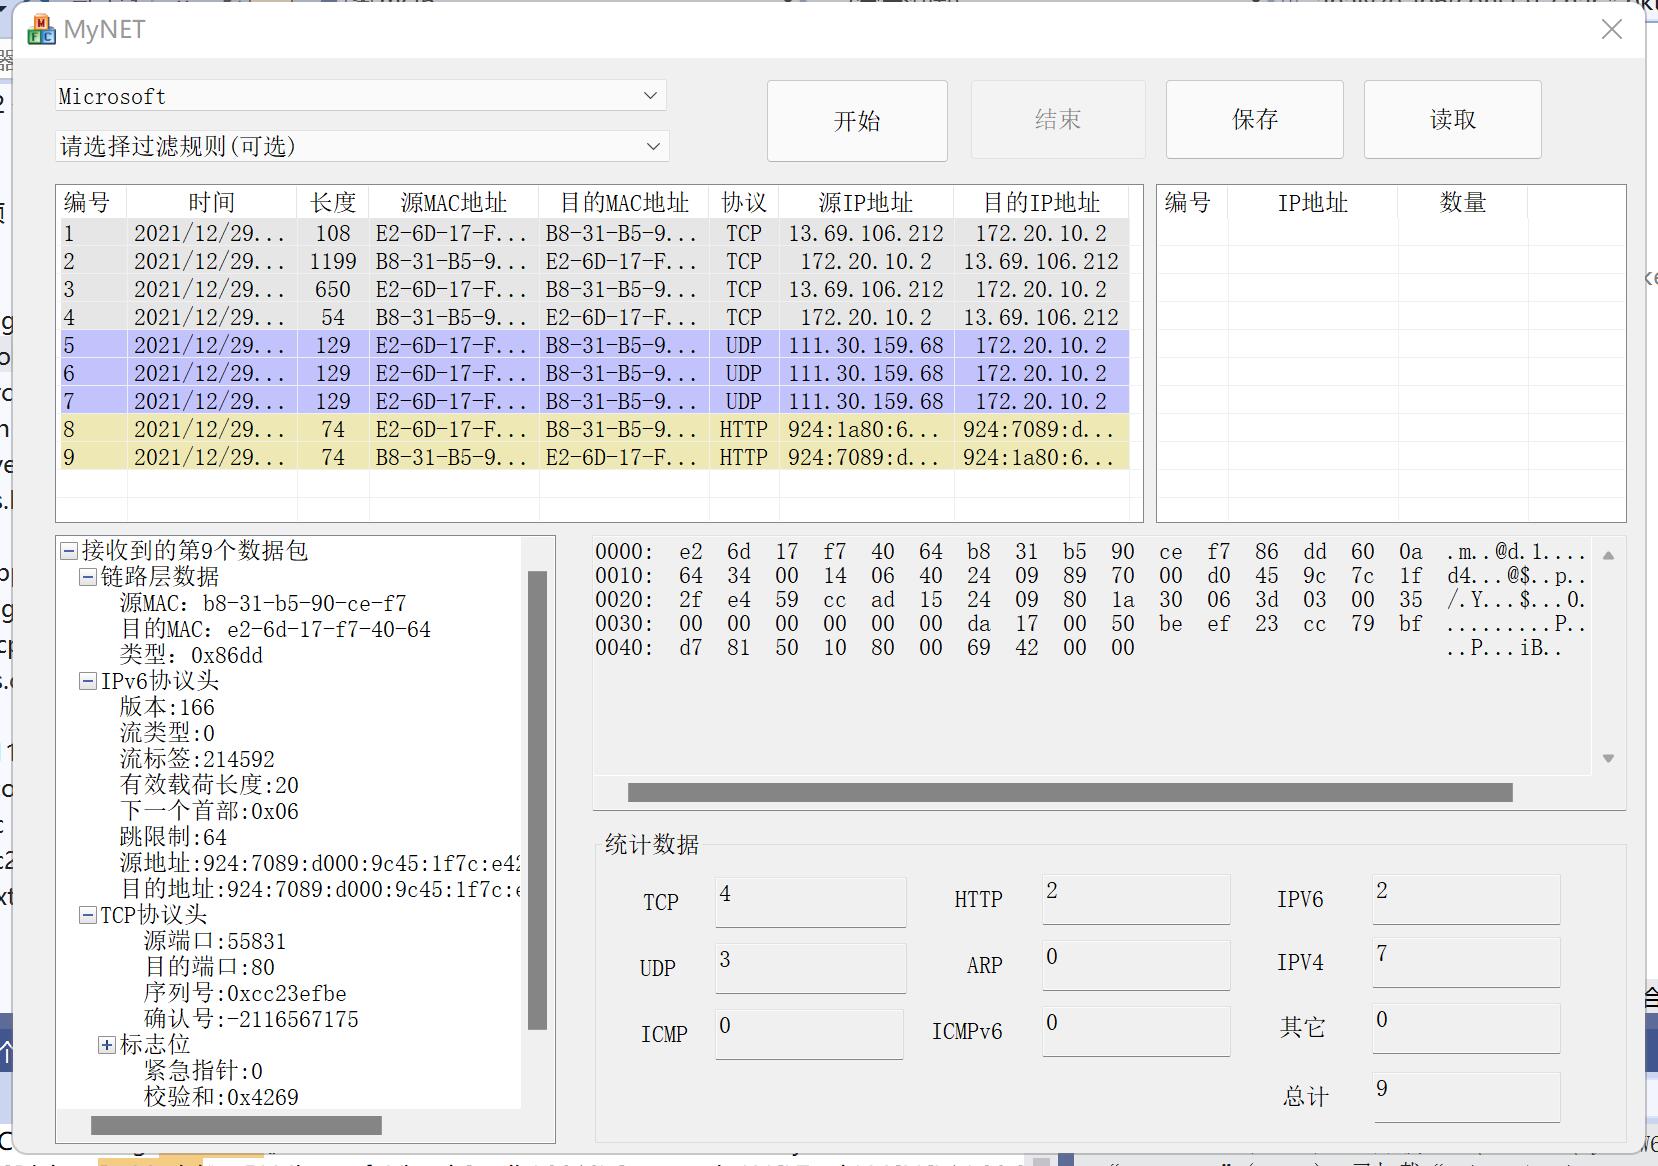 MyNET
Microsoft
请选择过滤规则(可选)
开始
结束
保存
读取
编号 时间 长度 源MAC地址 目的MAC地址 协议 源IP地址 目的IP地址
1 2021/12/29... 108 E2-6D-17-F... B8-31-B5-9... TCP 13.69.106.212 172.20.10.2
2 2021/12/29... 1199 B8-31-B5-9... E2-6D-17-F... TCP 172.20.10.2 13.69.106.212
3 2021/12/29... 650 E2-6D-17-F... B8-31-B5-9... TCP 13.69.106.212 172.20.10.2
4 2021/12/29... 54 B8-31-B5-9... E2-6D-17-F... TCP 172.20.10.2 13.69.106.212
5 2021/12/29... 129 E2-6D-17-F... B8-31-B5-9... UDP 111.30.159.68 172.20.10.2
6 2021/12/29... 129 E2-6D-17-F... B8-31-B5-9... UDP 111.30.159.68 172.20.10.2
7 2021/12/29... 129 E2-6D-17-F... B8-31-B5-9... UDP 111.30.159.68 172.20.10.2
8 2021/12/29... 74 E2-6D-17-F... B8-31-B5-9... HTTP 924:1a80:6... 924:7089:d...
9 2021/12/29... 74 B8-31-B5-9... E2-6D-17-F... HTTP 924:7089:d... 924:1a80:6...
编号 IP地址 数量
接收到的第9个数据包
链路层数据
源MAC: b8-31-b5-90-ce-f7
目的MAC: e2-6d-17-f7-40-64
类型: 0x86dd
IPv6协议头
版本:166
流类型:0
流标签:214592
有效载荷长度:20
下一个首部:0x06
跳限制:64
源地址:924:7089:d000:9c45:1f7c:e42
目的地址:924:7089:d000:9c45:1f7c:e
TCP协议头
源端口:55831
目的端口:80
序列号:0xcc23efbe
确认号:-2116567175
标志位
紧急指针:0
校验和:0x4269
0000: e2 6d 17 f7 40 64 b8 31 b5 90 ce f7 86 dd 60 0a .m..@d.1....
0010: 64 34 00 14 06 40 24 09 89 70 00 d0 45 9c 7c 1f d4...@$..p..
0020: 2f e4 59 cc ad 15 24 09 80 1a 30 06 3d 03 00 35 /.Y...$...0.
0030: 00 00 00 00 00 00 da 17 00 50 be ef 23 cc 79 bf .........P..
0040: d7 81 50 10 80 00 69 42 00 00 ..P...iB..
统计数据
TCP 4 HTTP 2 IPV6 2
UDP 3 ARP 0 IPV4 7
ICMP 0 ICMPv6 0 其它 0
总计 9